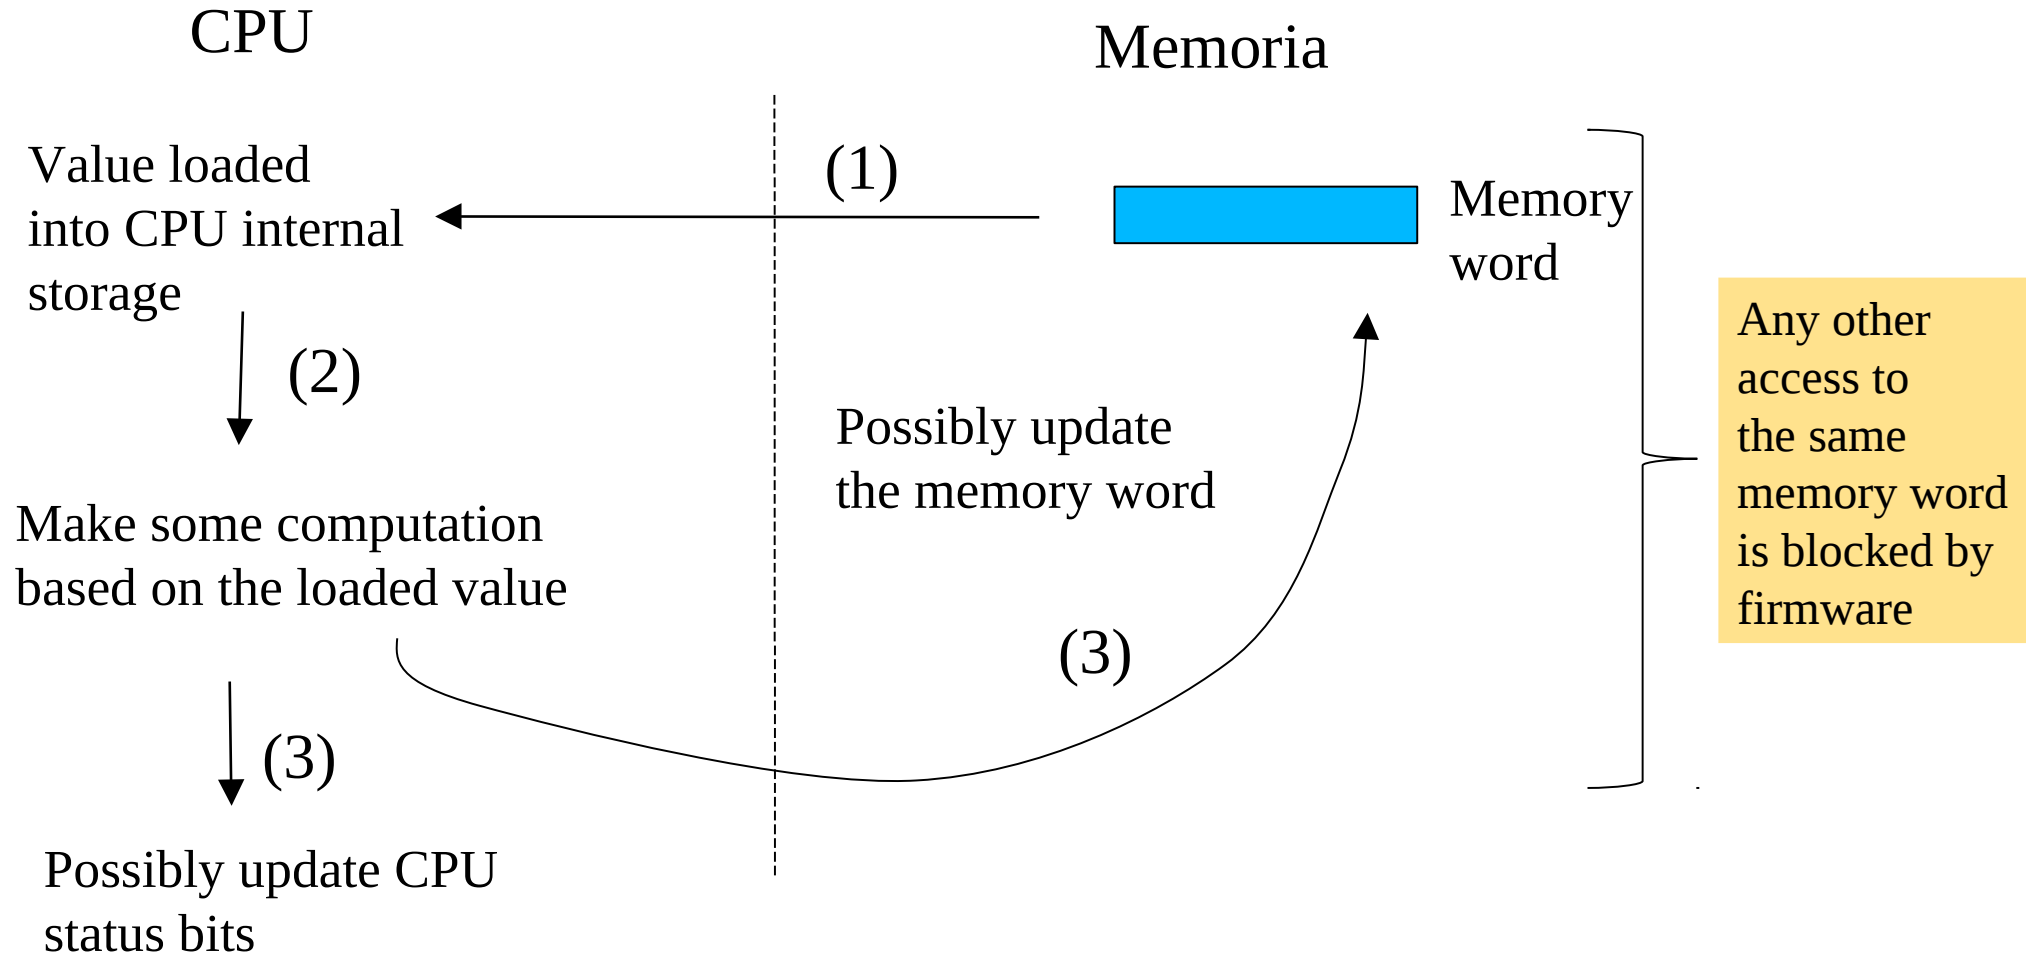 CPU
Memoria
Value loaded
into CPU internal
storage
(1)
Memory
word
(2)
Any other
access to
the same
memory word
is blocked by
firmware
Possibly update
the memory word
Make some computation
based on the loaded value
(3)
(3)
Possibly update CPU
status bits